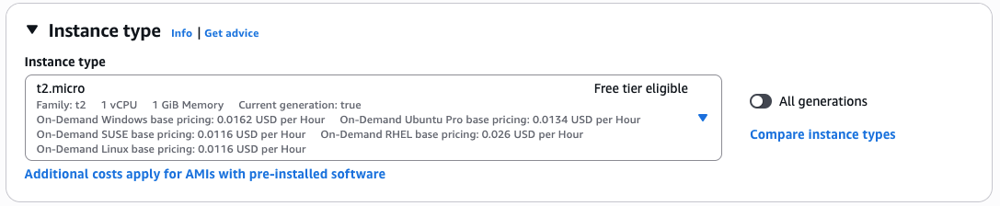 Instance type Info | Get advice
Instance type
t2.micro Free tier eligible
Family: t2 1 vCPU 1 GiB Memory Current generation: true
On-Demand Windows base pricing: 0.0162 USD per Hour On-Demand Ubuntu Pro base pricing: 0.0134 USD per Hour
On-Demand SUSE base pricing: 0.0116 USD per Hour On-Demand RHEL base pricing: 0.026 USD per Hour
On-Demand Linux base pricing: 0.0116 USD per Hour
All generations
Compare instance types
Additional costs apply for AMIs with pre-installed software